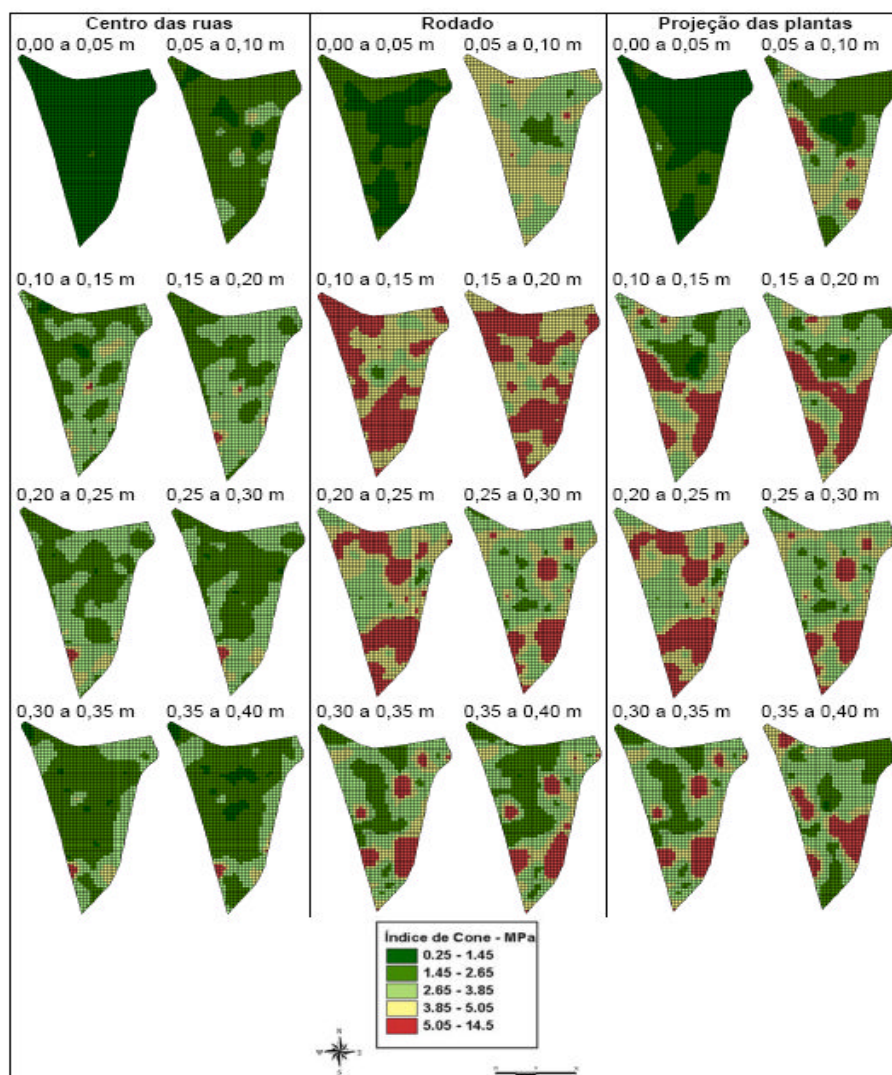 Centro das ruas Rodado Projeção das plantas
0,00 a 0,05 m 0,05 a 0,10 m 0,00 a 0,05 m 0,05 a 0,10 m 0,00 a 0,05 m 0,05 a 0,10 m
0,10 a 0,15 m 0,15 a 0,20 m 0,10 a 0,15 m 0,15 a 0,20 m 0,10 a 0,15 m 0,15 a 0,20 m
0,20 a 0,25 m 0,25 a 0,30 m 0,20 a 0,25 m 0,25 a 0,30 m 0,20 a 0,25 m 0,25 a 0,30 m
0,30 a 0,35 m 0,35 a 0,40 m 0,30 a 0,35 m 0,35 a 0,40 m 0,30 a 0,35 m 0,35 a 0,40 m
Índice de Cone - MPa
0.25 - 1.45
1.45 - 2.65
2.65 - 3.85
3.85 - 5.05
5.05 - 14.5
N
W
S